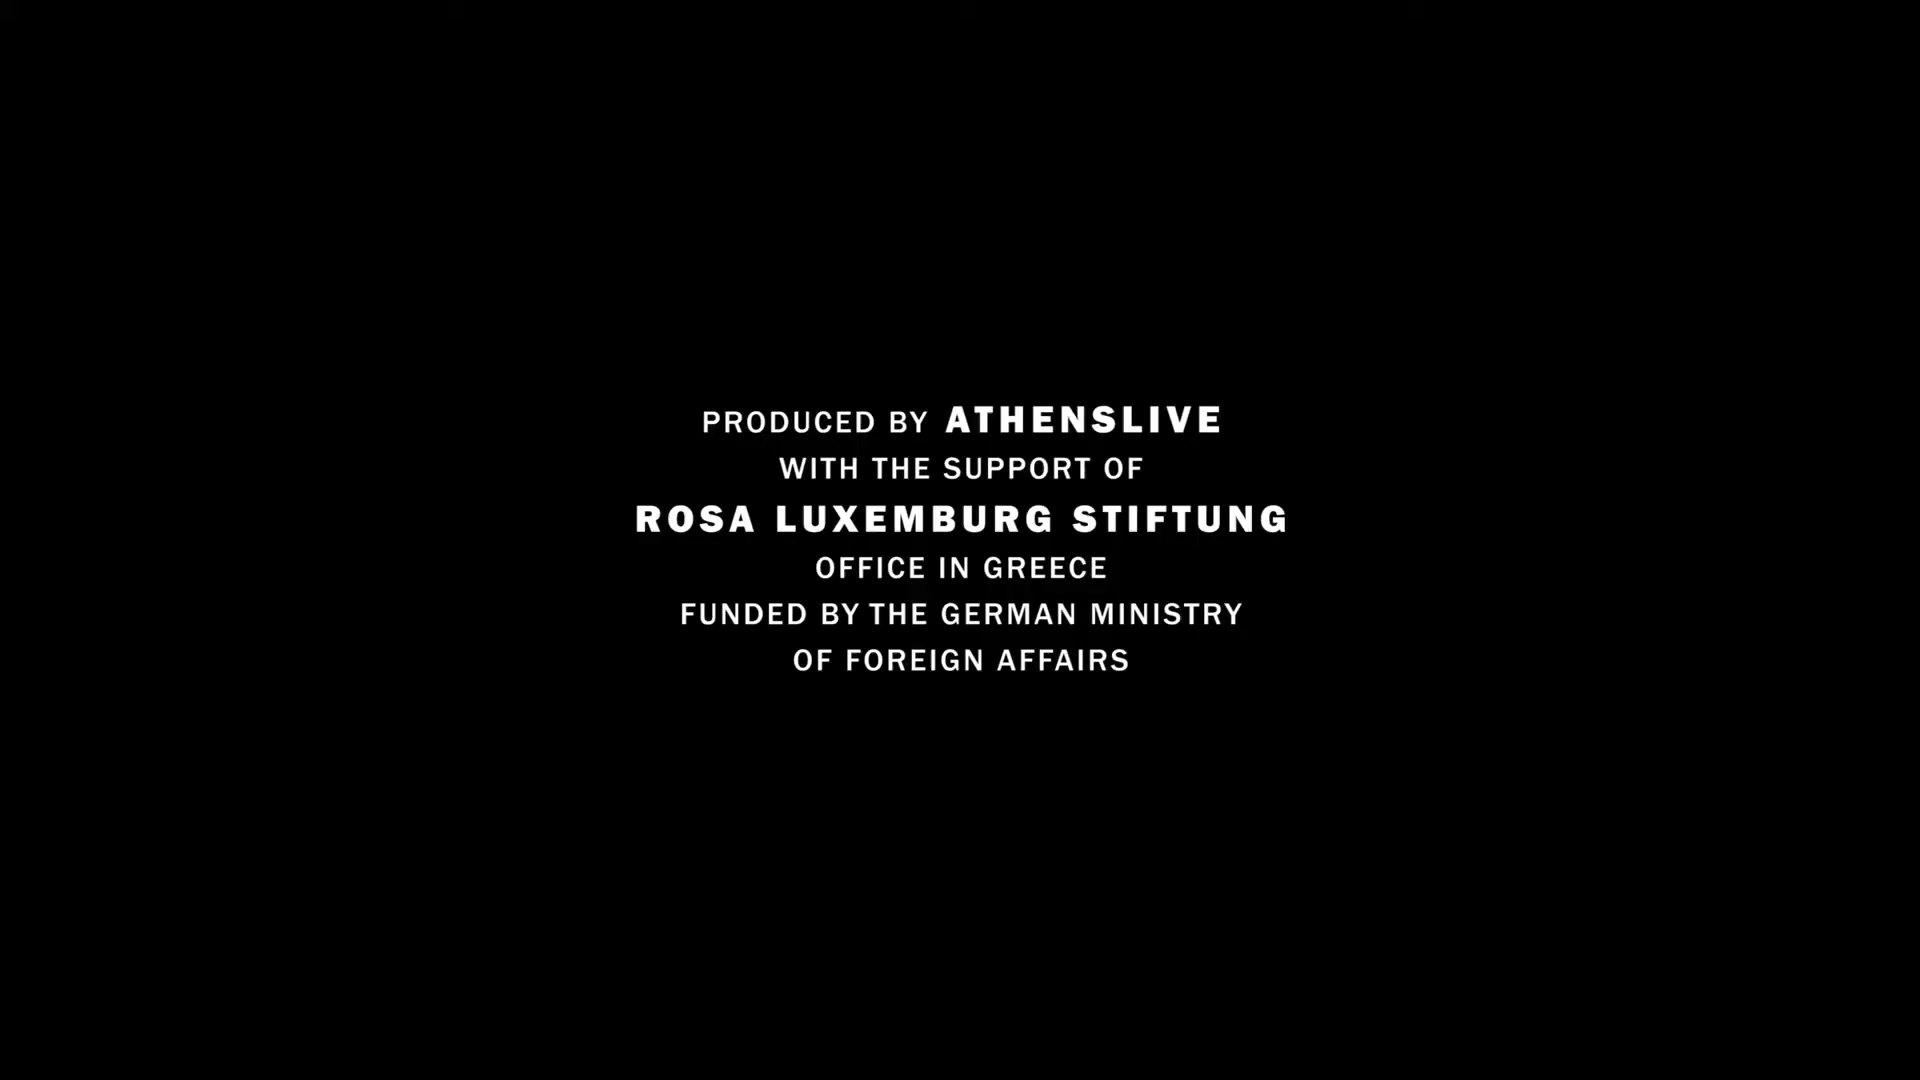 PRODUCED BY ATHENSLIVE
WITH THE SUPPORT OF
ROSA LUXEMBURG STIFTUNG
OFFICE IN GREECE
FUNDED BY THE GERMAN MINISTRY
OF FOREIGN AFFAIRS